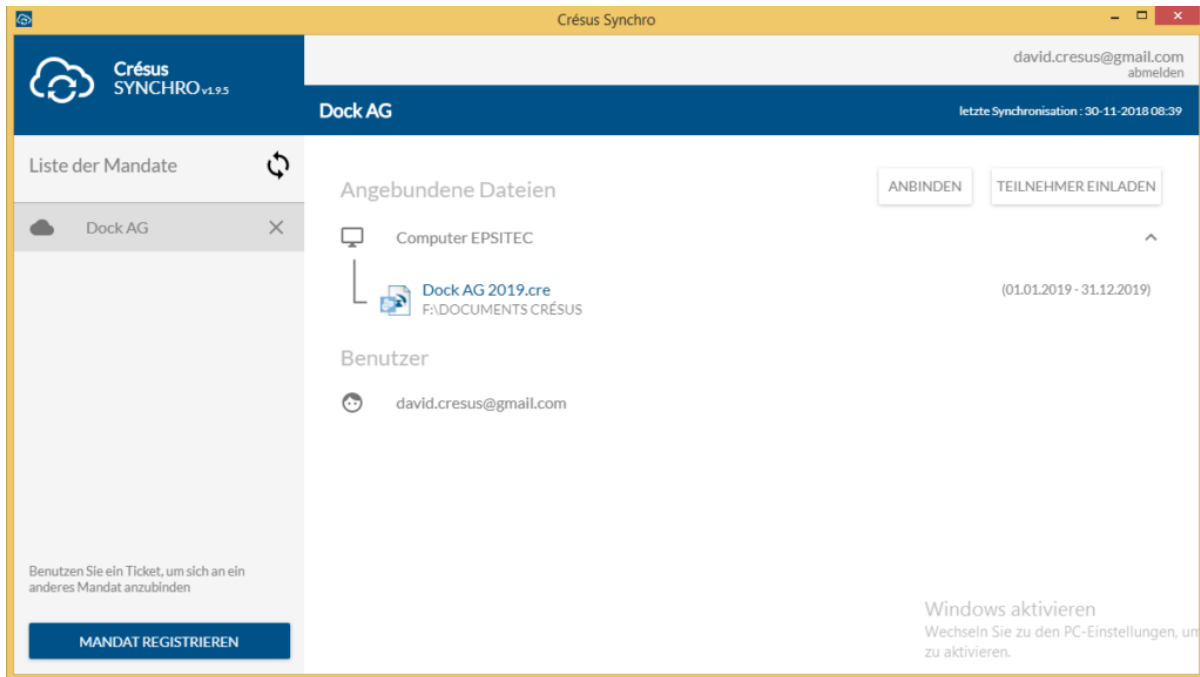 Crésus Synchro
Crésus
SYNCHRO v1.9.5
david.cresus@gmail.com
abmelden
Dock AG
letzte Synchronisation : 30-11-2018 08:39
Liste der Mandate
Dock AG
Angebundene Dateien
ANBINDEN
TEILNEHMER EINLADEN
Computer EPSITEC
Dock AG 2019.cre
(01.01.2019 - 31.12.2019)
F:\DOCUMENTS CRÉSUS
Benutzer
david.cresus@gmail.com
Benutzen Sie ein Ticket, um sich an ein
anderes Mandat anzubinden
MANDAT REGISTRIEREN
Windows aktivieren
Wechseln Sie zu den PC-Einstellungen, um
zu aktivieren.